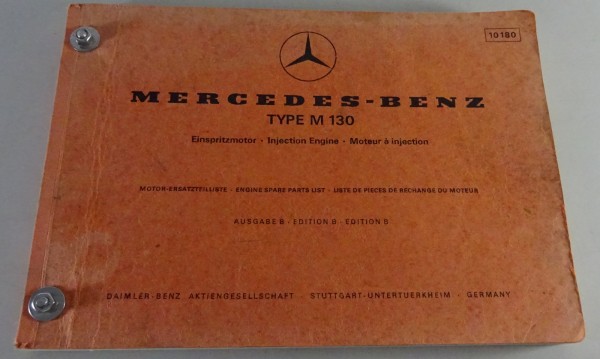 10180
MERCEDES-BENZ
TYPE M 130
Einspritzmotor · Injection Engine · Moteur à injection
MOTOR-ERSATZTEILLISTE · ENGINE SPARE PARTS LIST · LISTE DE PIECES DE RECHANGE DU MOTEUR
AUSGABE B · EDITION B · EDITION B
DAIMLER-BENZ AKTIENGESELLSCHAFT · STUTTGART-UNTERTUERKHEIM · GERMANY